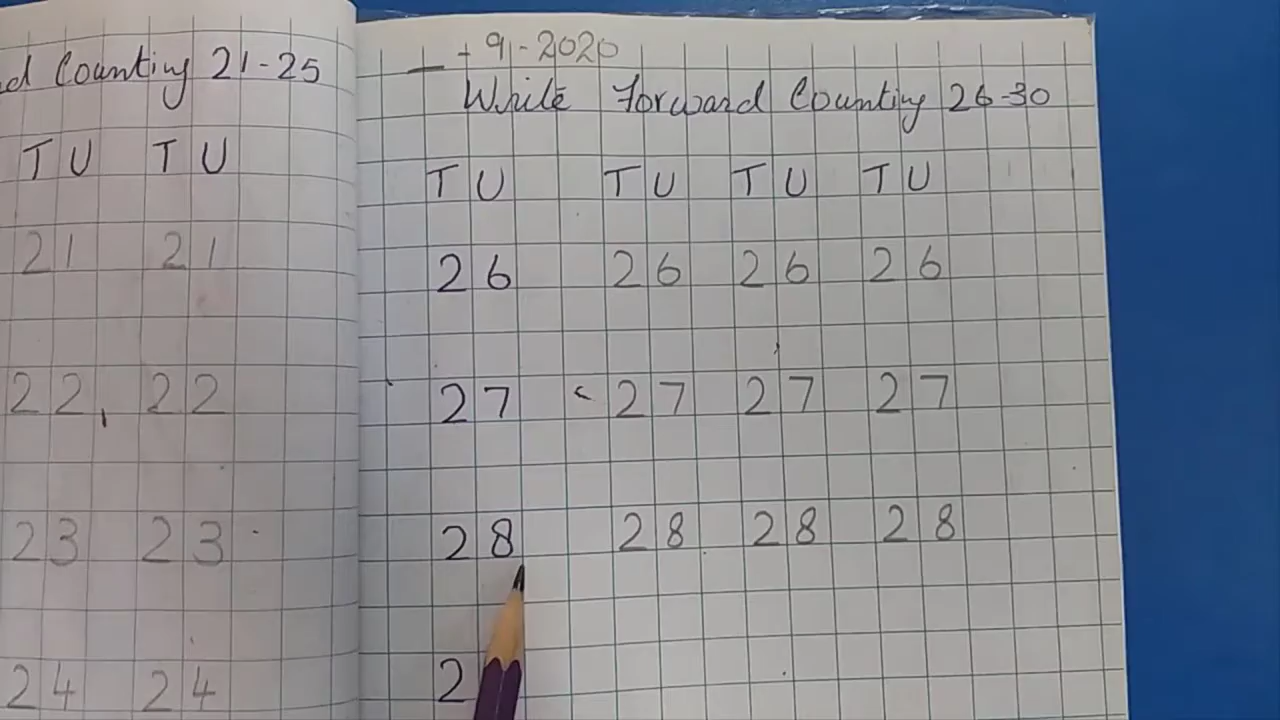 d Counting 21-25
T U T U
21 21
22, 22
23 23
24 24
- 9 - 2020
Write Forward Counting 26-30
T U T U T U T U
26 26 26 26
27 27 27 27
28 28 28 28
2